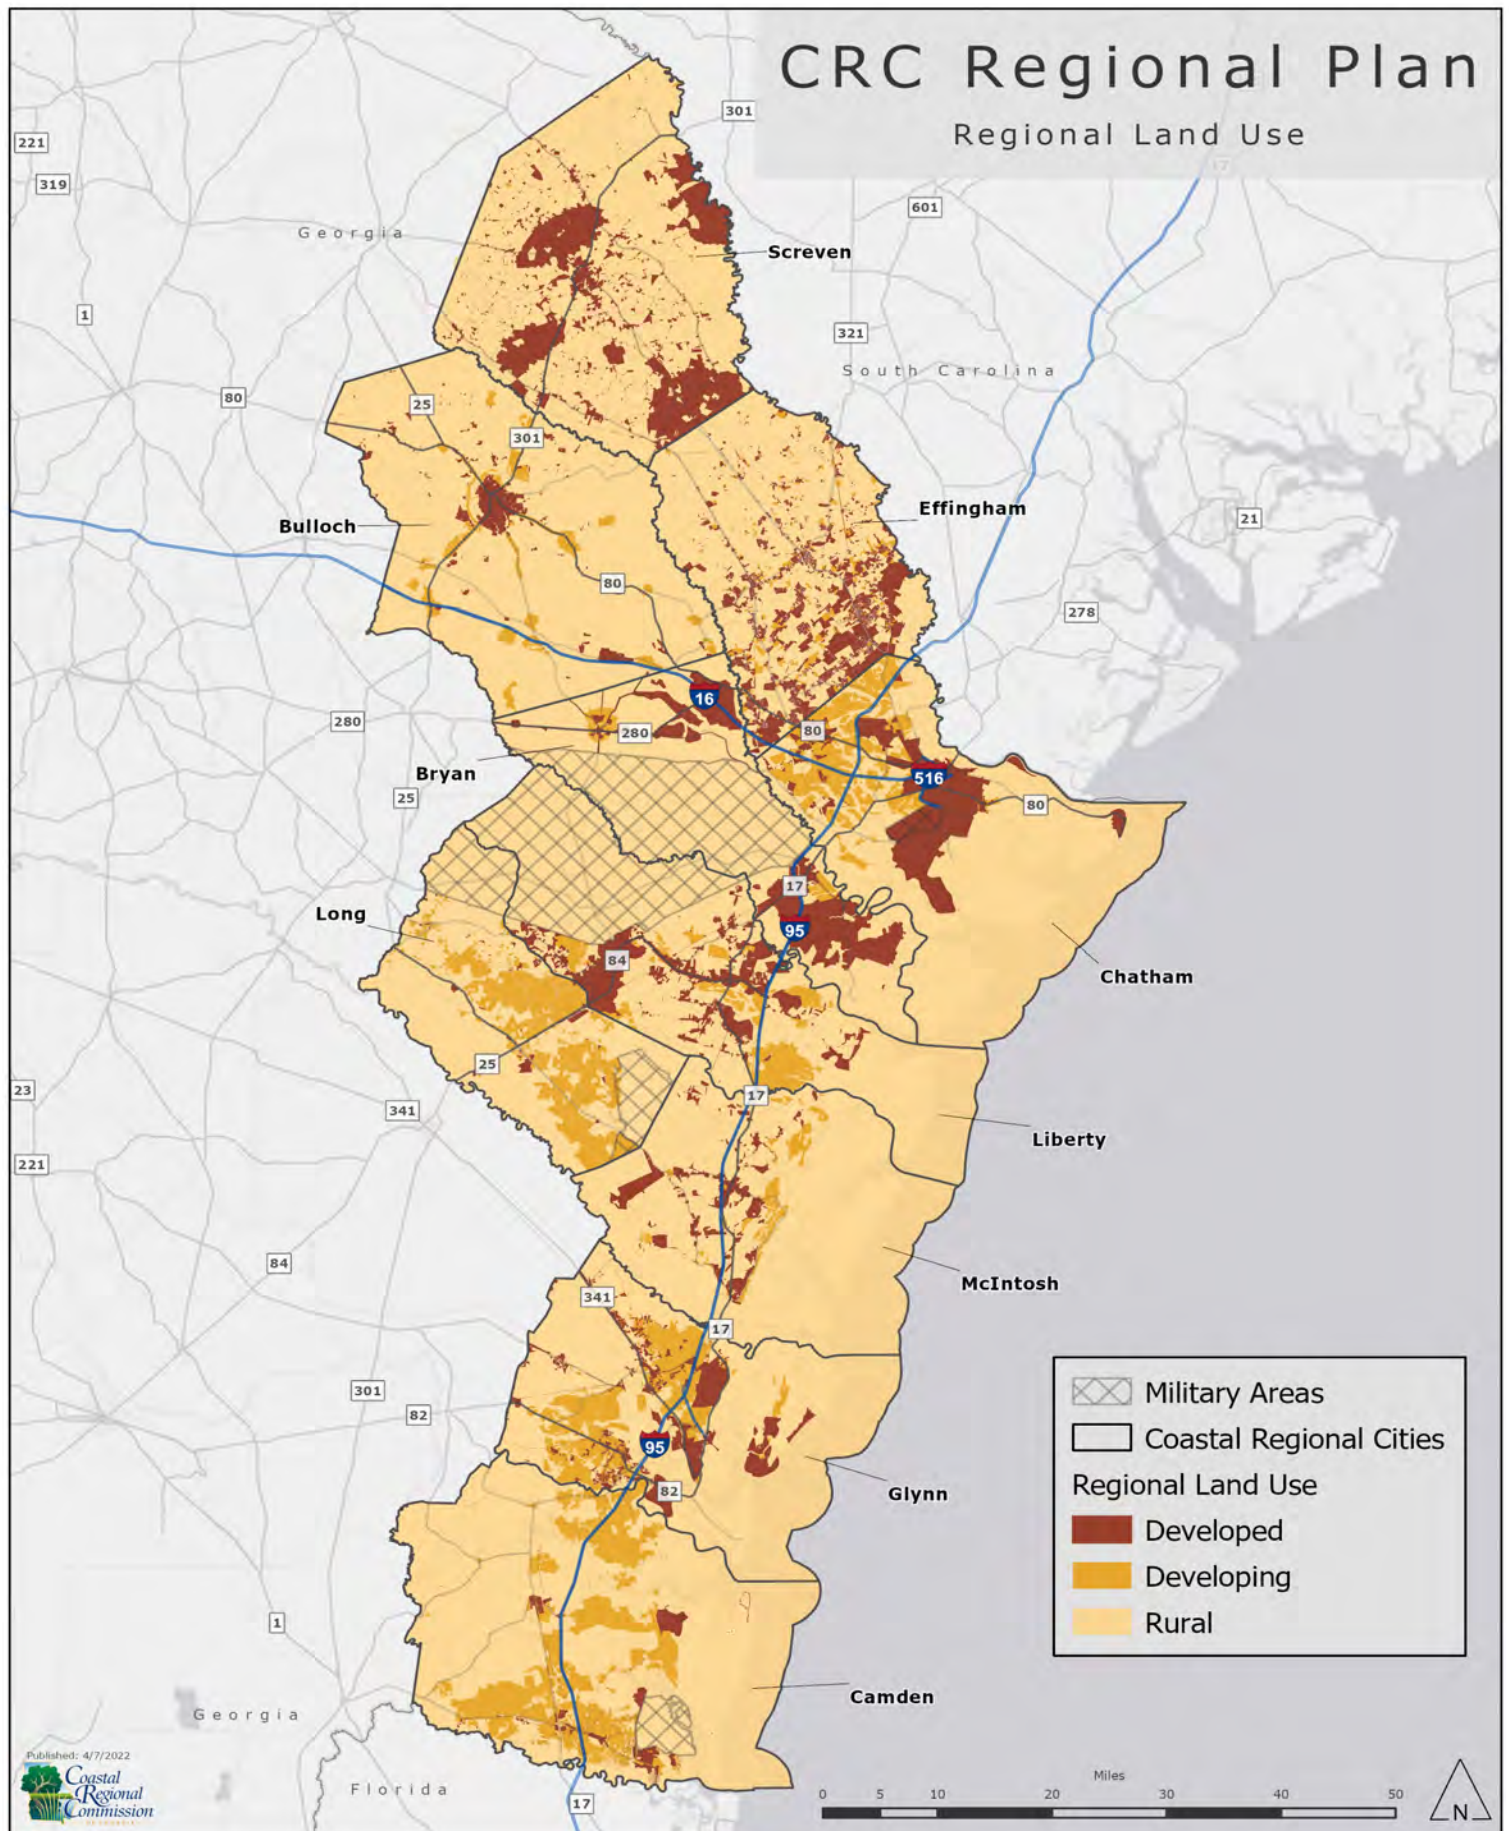 CRC Regional Plan
Regional Land Use
301
221
319
17
601
Georgia
Screven
1
321
South Carolina
80
25
301
Effingham
21
Bulloch
80
278
16
280
280
80
Bryan
516
25
80
17
Long
95
84
Chatham
25
23
17
341
Liberty
221
84
McIntosh
341
17
301
82
95
82
Glynn
Military Areas
Coastal Regional Cities
Regional Land Use
Developed
Developing
Rural
1
Camden
Georgia
Published: 4/7/2022
Coastal
Regional
Commission
Florida
17
Miles
0 5 10 20 30 40 50
N